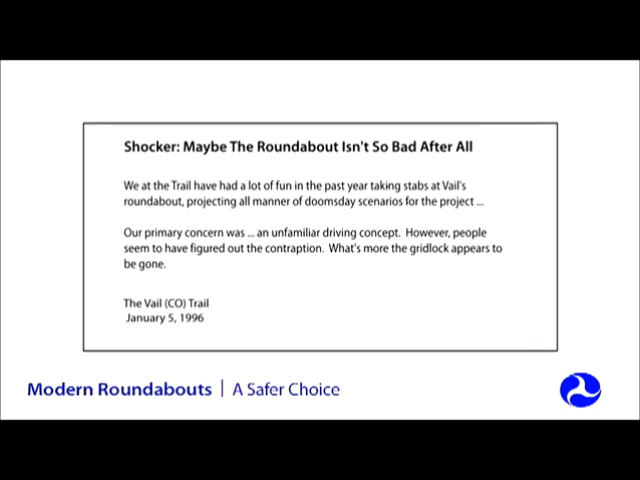 Shocker: Maybe The Roundabout Isn't So Bad After All
We at the Trail have had a lot of fun in the past year taking stabs at Vail's
roundabout, projecting all manner of doomsday scenarios for the project ...
Our primary concern was ... an unfamiliar driving concept. However, people
seem to have figured out the contraption. What's more the gridlock appears to
be gone.
The Vail (CO) Trail
January 5, 1996
Modern Roundabouts | A Safer Choice